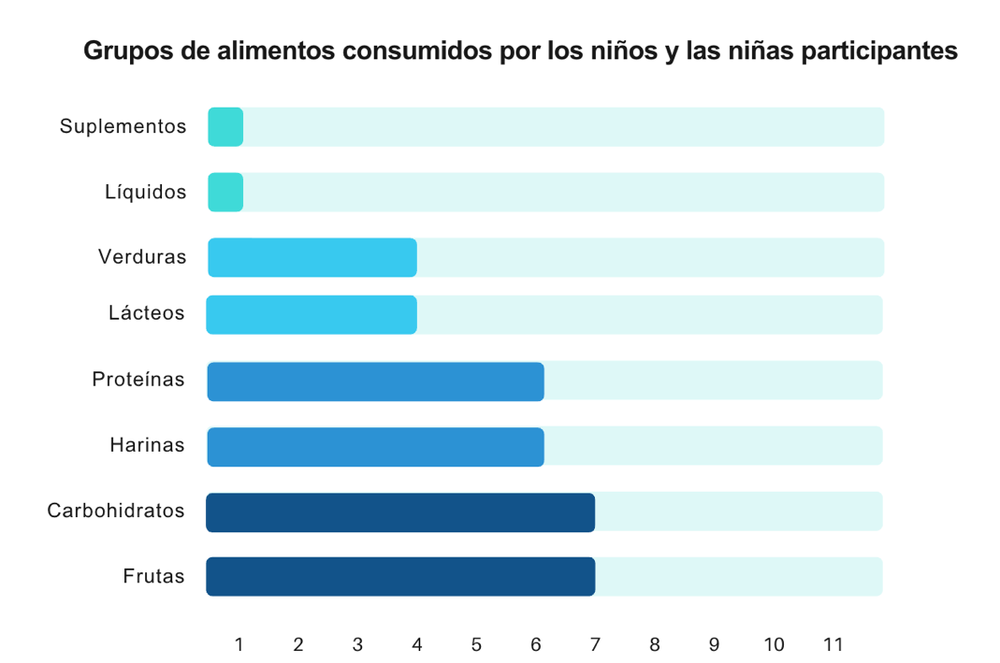 Grupos de alimentos consumidos por los niños y las niñas participantes
Suplementos
Líquidos
Verduras
Lácteos
Proteínas
Harinas
Carbohidratos
Frutas
1 2 3 4 5 6 7 8 9 10 11